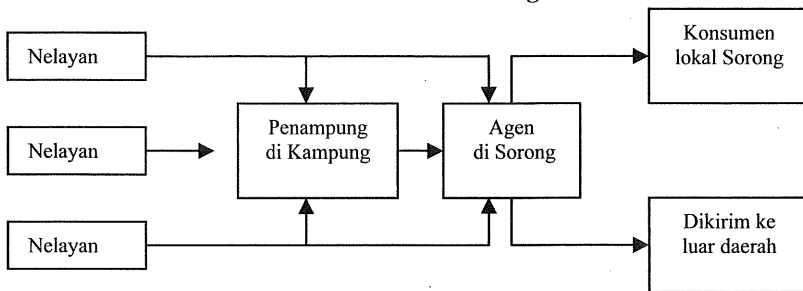 Nelayan
Nelayan
Nelayan
Penampung
di Kampung
Agen
di Sorong
Konsumen
lokal Sorong
Dikirim ke
luar daerah